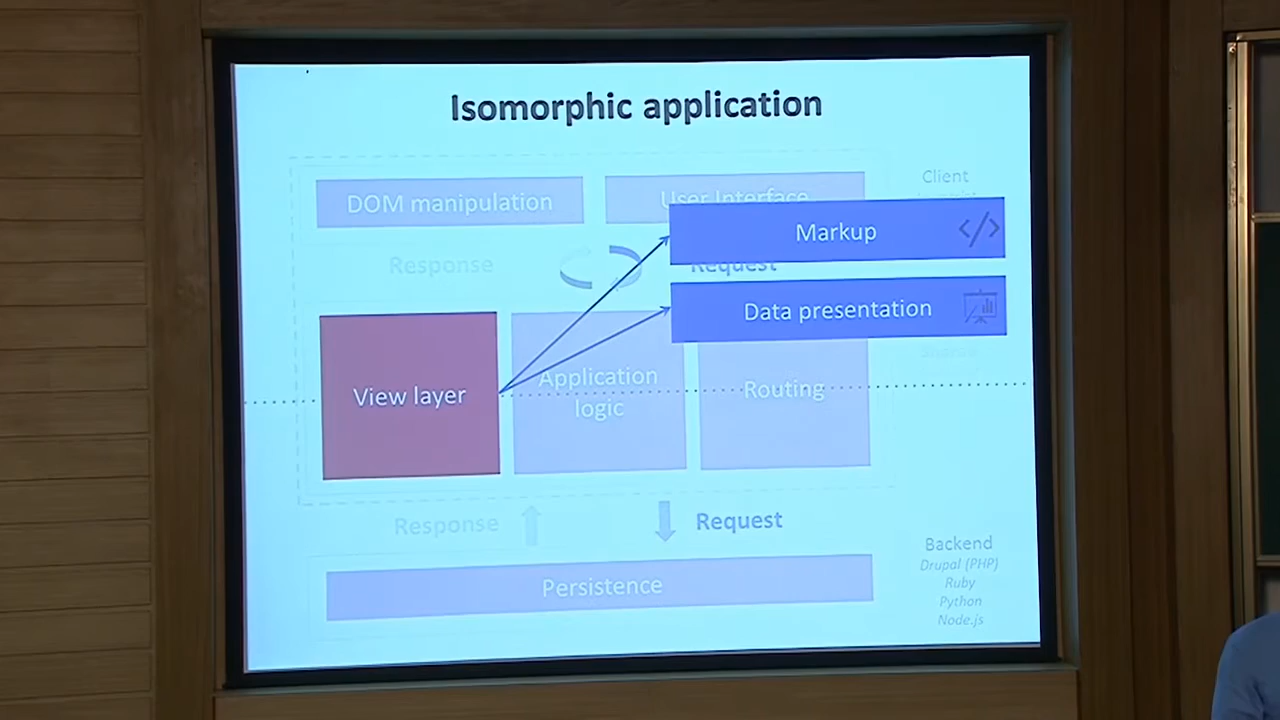 Isomorphic application
DOM manipulation
User Interface
Client
Markup
</>
Response
Request
Data presentation
View layer
Application
logic
Routing
Response
Request
Persistence
Backend
Drupal (PHP)
Ruby
Python
Node.js